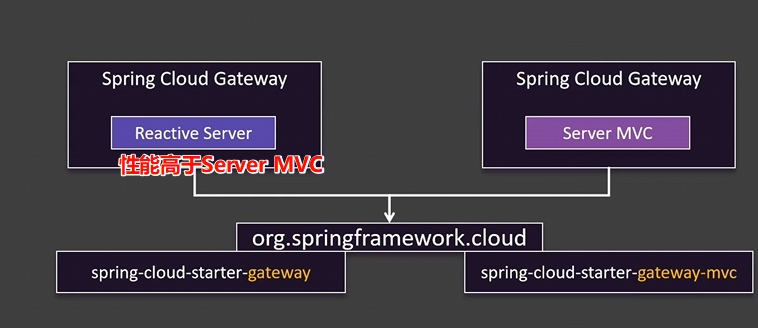 Spring Cloud Gateway
Reactive Server
性能高于Server MVC
Spring Cloud Gateway
Server MVC
org.springframework.cloud
spring-cloud-starter-gateway
spring-cloud-starter-gateway-mvc